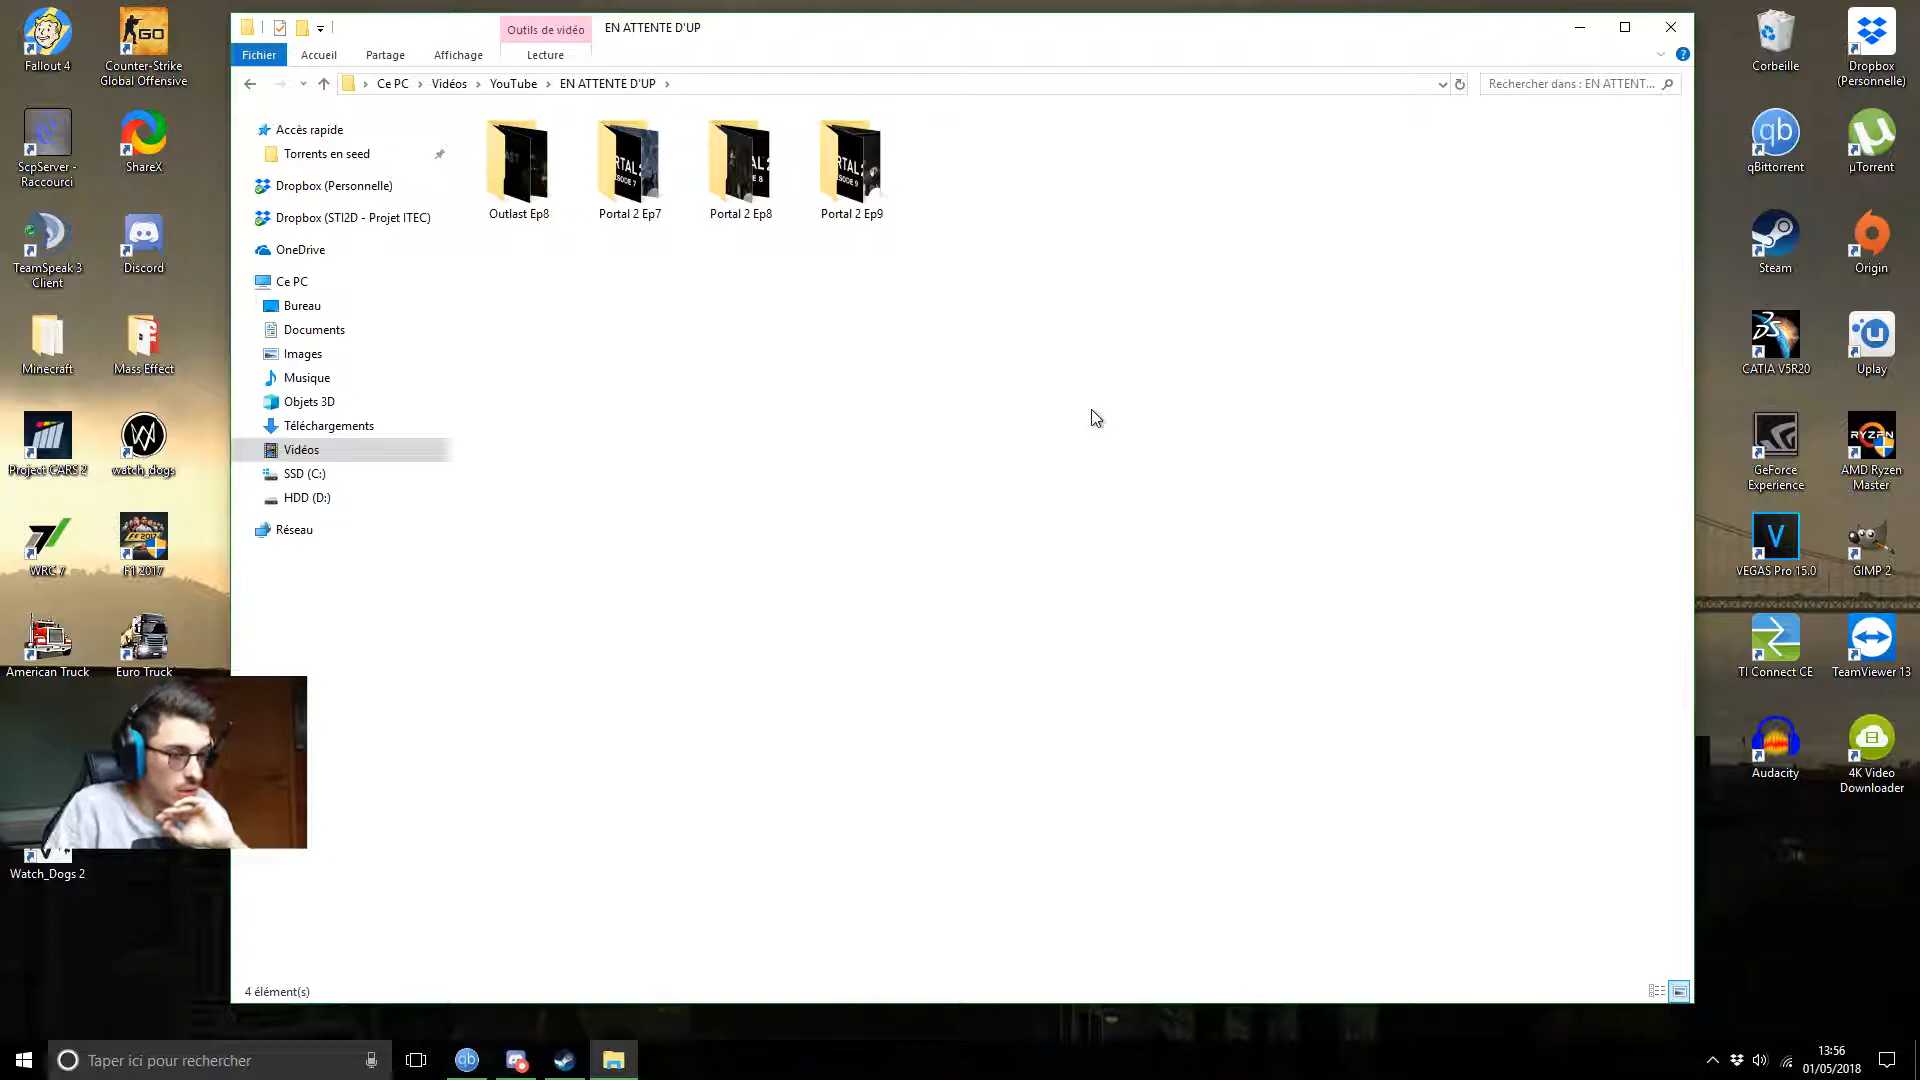 Outils de vidéo
EN ATTENTE D'UP
Fichier
Accueil
Partage
Affichage
Lecture
Ce PC
Vidéos
YouTube
EN ATTENTE D'UP
Rechercher dans : EN ATTENT...
Accès rapide
Torrents en seed
Dropbox (Personnelle)
Dropbox (STI2D - Projet ITEC)
OneDrive
Ce PC
Bureau
Documents
Images
Musique
Objets 3D
Téléchargements
Vidéos
SSD (C:)
HDD (D:)
Réseau
Outlast Ep8
Portal 2 Ep7
Portal 2 Ep8
Portal 2 Ep9
4 élément(s)
Fallout 4
Counter-Strike
Global Offensive
ScpServer -
Raccourci
ShareX
TeamSpeak 3
Client
Discord
Minecraft
Mass Effect
Project CARS 2
watch_dogs
WRC 7
F1 2017
American Truck
Euro Truck
Watch_Dogs 2
Corbeille
Dropbox
(Personnelle)
qBittorrent
µTorrent
Steam
Origin
CATIA V5R20
Uplay
GeForce
Experience
AMD Ryzen
Master
VEGAS Pro 15.0
GIMP 2
TI Connect CE
TeamViewer 13
Audacity
4K Video
Downloader
Taper ici pour rechercher
13:56
01/05/2018